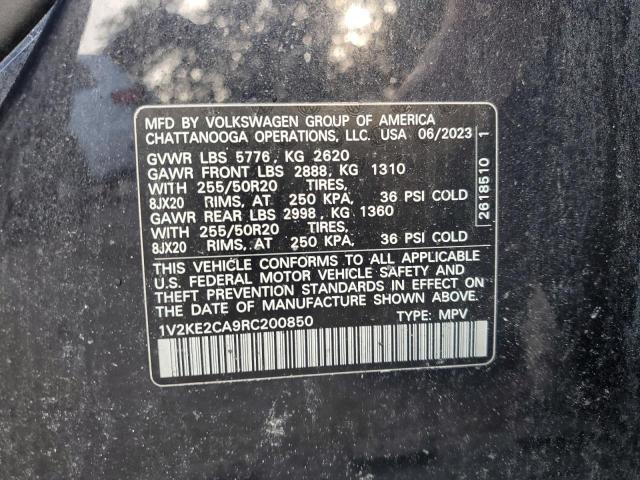 MFD BY VOLKSWAGEN GROUP OF AMERICA
CHATTANOOGA OPERATIONS, LLC. USA 06/2023
GVWR LBS 5776, KG 2620
GAWR FRONT LBS 2888, KG 1310
WITH 255/50R20 TIRES,
8JX20 RIMS, AT 250 KPA, 36 PSI COLD
GAWR REAR LBS 2998, KG 1360
WITH 255/50R20 TIRES,
8JX20 RIMS, AT 250 KPA, 36 PSI COLD
THIS VEHICLE CONFORMS TO ALL APPLICABLE
U.S. FEDERAL MOTOR VEHICLE SAFETY AND
THEFT PREVENTION STANDARDS IN EFFECT ON
THE DATE OF MANUFACTURE SHOWN ABOVE.
1V2KE2CA9RC200850 TYPE: MPV
2618510 1